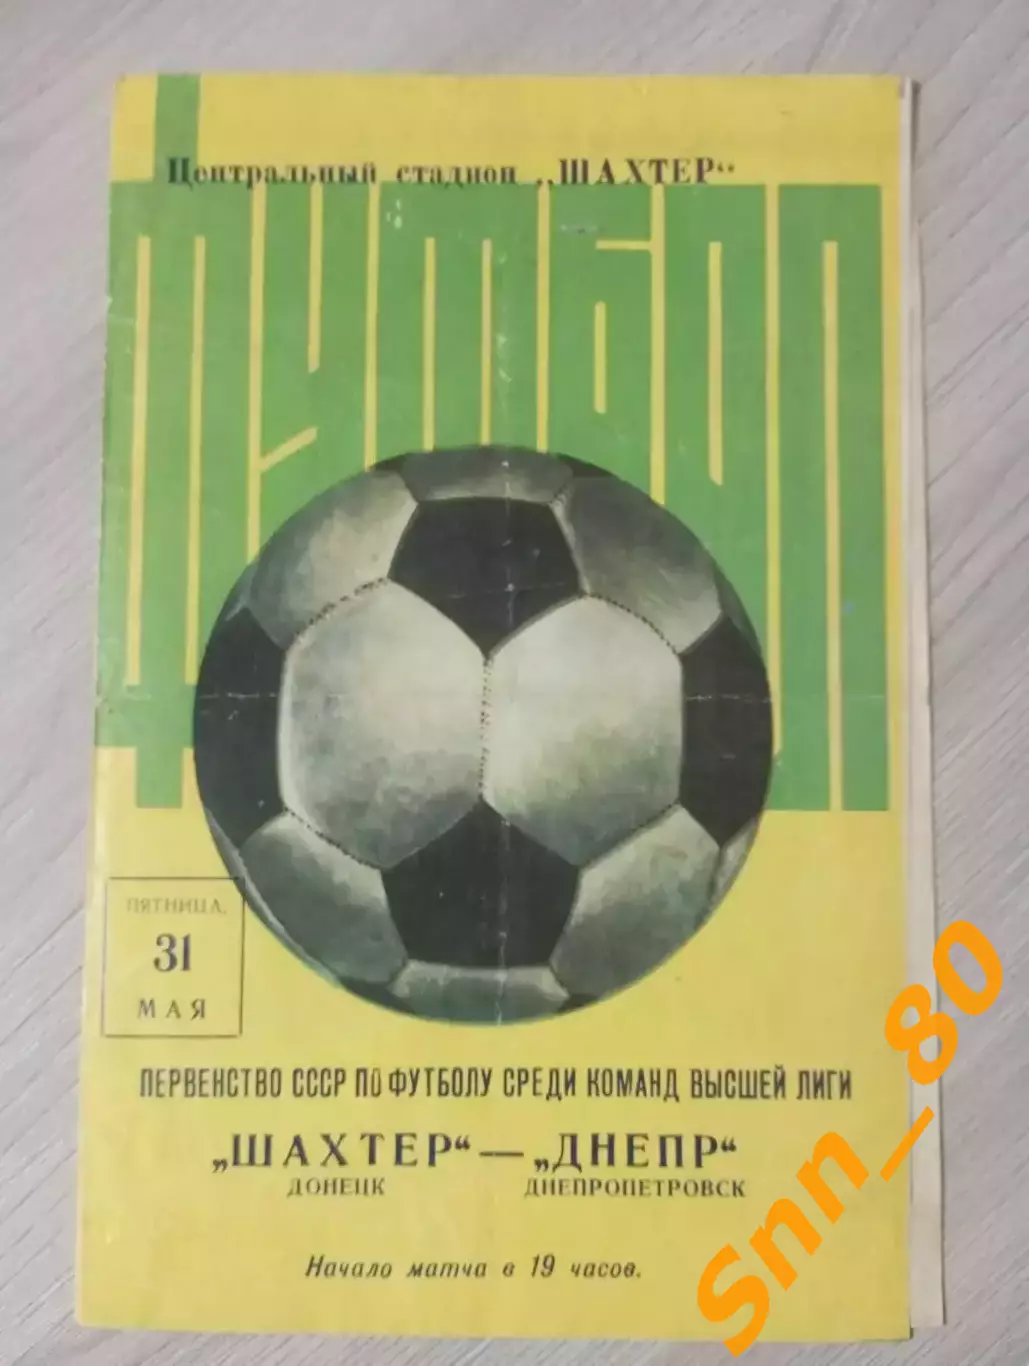 Центральный стадион „ШАХТЕР“
ФУТБОЛ
ПЯТНИЦА,
31
МАЯ
ПЕРВЕНСТВО СССР ПО ФУТБОЛУ СРЕДИ КОМАНД ВЫСШЕЙ ЛИГИ
„ШАХТЕР“ — „ДНЕПР“
ДОНЕЦК ДНЕПРОПЕТРОВСК
Начало матча в 19 часов.
Snn_80